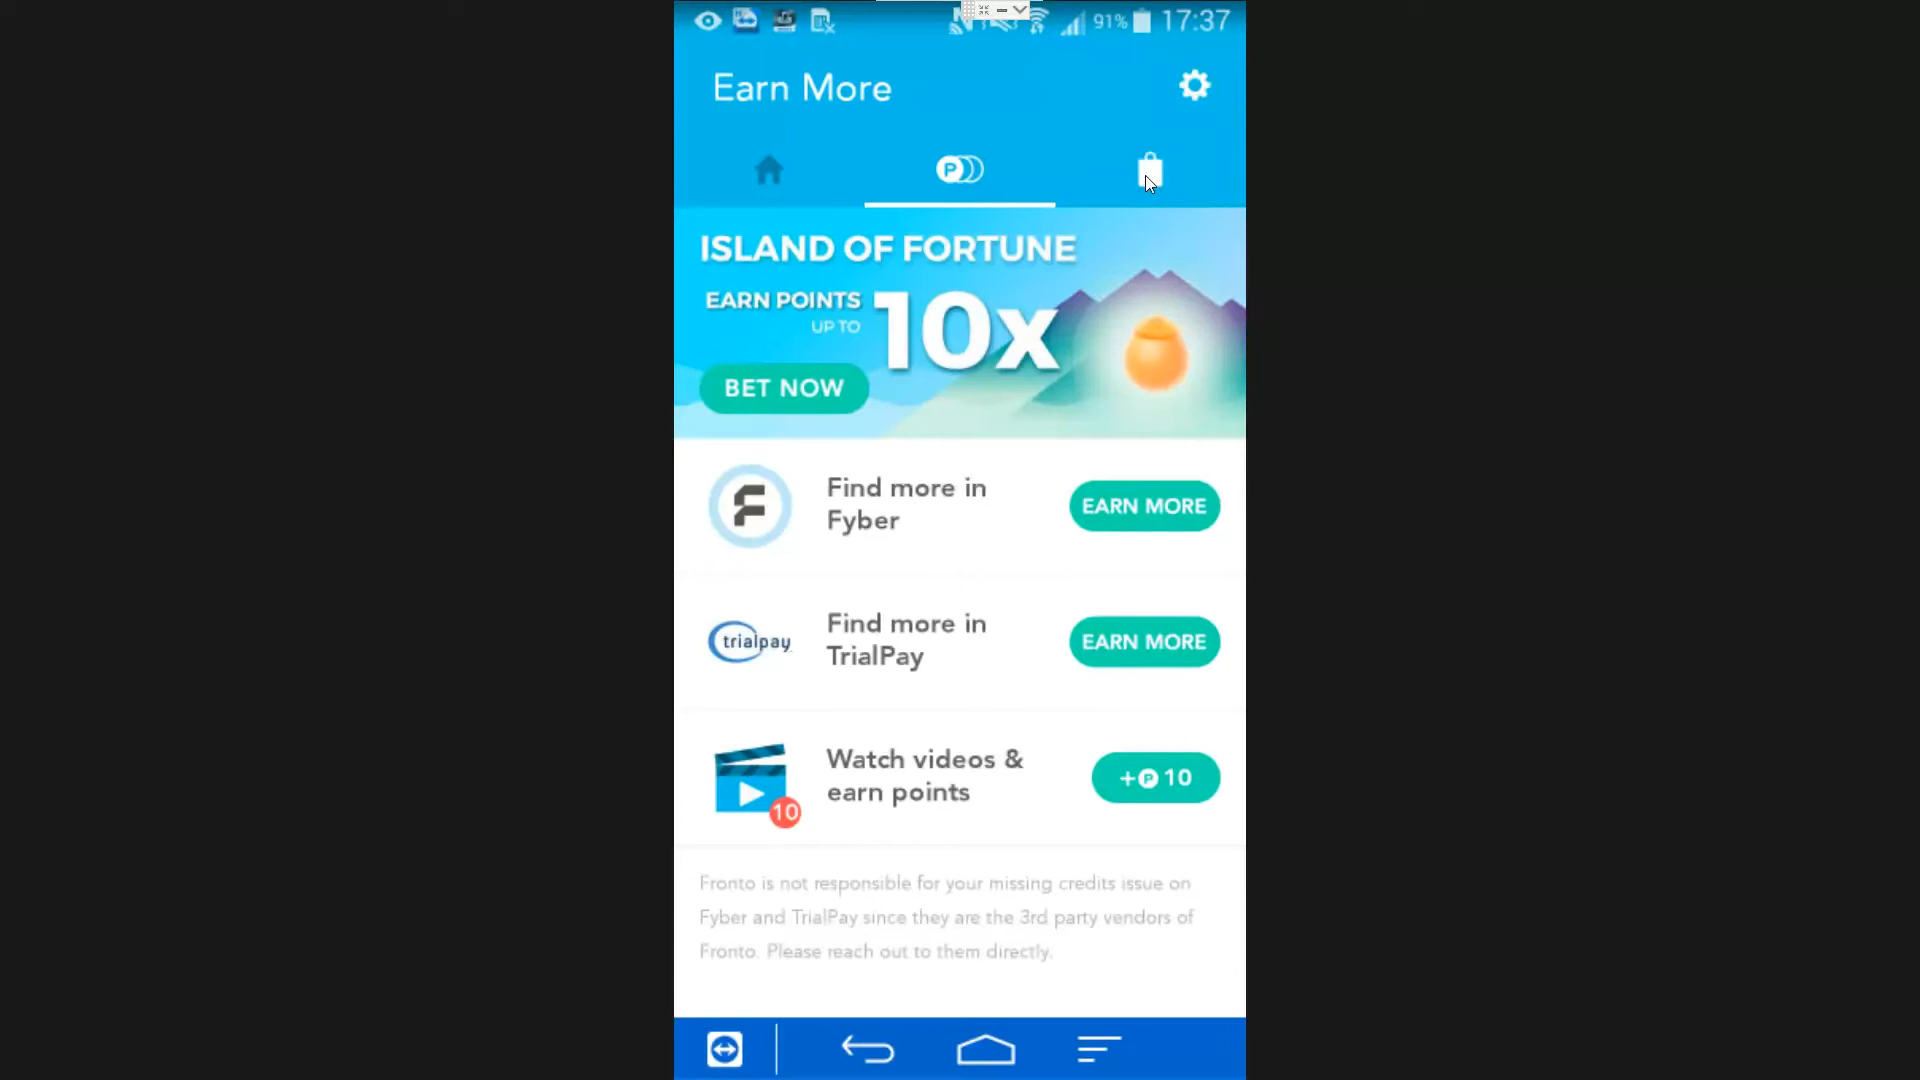 91% 17:37
Earn More
P
ISLAND OF FORTUNE
EARN POINTS
UP TO
10x
BET NOW
F
Find more in
Fyber
EARN MORE
trialpay
Find more in
TrialPay
EARN MORE
Watch videos &
earn points
10
+P10
Fronto is not responsible for your missing credits issue on
Fyber and TrialPay since they are the 3rd party vendors of
Fronto. Please reach out to them directly.